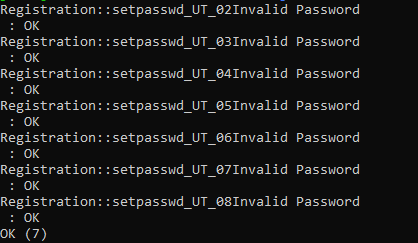 Registration::setpasswd_UT_02Invalid Password
 : OK
Registration::setpasswd_UT_03Invalid Password
 : OK
Registration::setpasswd_UT_04Invalid Password
 : OK
Registration::setpasswd_UT_05Invalid Password
 : OK
Registration::setpasswd_UT_06Invalid Password
 : OK
Registration::setpasswd_UT_07Invalid Password
 : OK
Registration::setpasswd_UT_08Invalid Password
 : OK
OK (7)